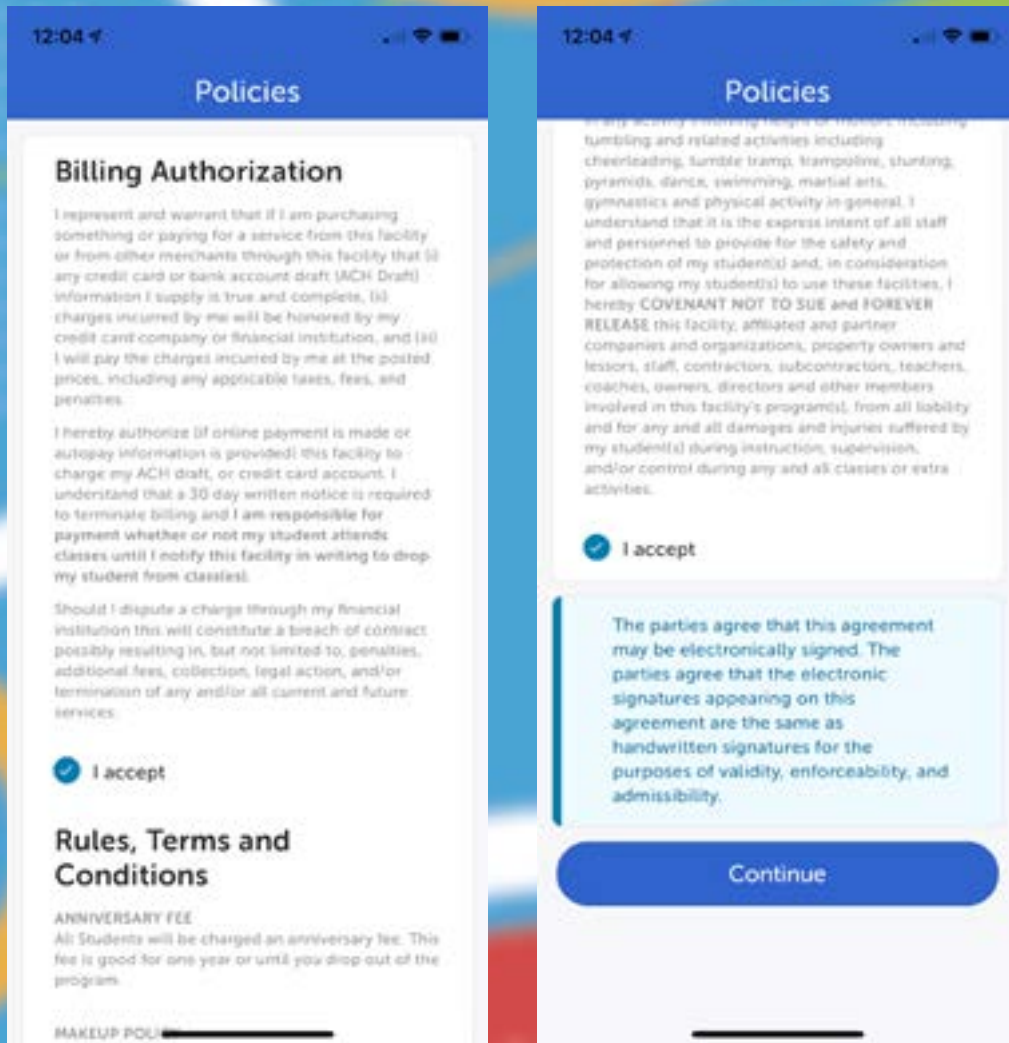 12:04
Policies
Billing Authorization
I represent and warrant that if I am purchasing
something or paying for a service from this facility
or from other merchants through this facility that (i)
any credit card or bank account draft (ACH Draft)
information I supply is true and complete, (ii)
charges incurred by me will be honored by my
credit card company or financial institution, and (iii)
I will pay the charges incurred by me at the posted
prices, including any applicable taxes, fees, and
penalties.
I hereby authorize (if online payment is made or
autopay information is provided) this facility to
charge my ACH draft, or credit card account. I
understand that a 30 day written notice is required
to terminate billing and I am responsible for
payment whether or not my student attends
classes until I notify this facility in writing to drop
my student from class(es).
Should I dispute a charge through my financial
institution this will constitute a breach of contract
possibly resulting in, but not limited to, penalties,
additional fees, collection, legal action, and/or
termination of any and/or all current and future
services.
I accept
Rules, Terms and
Conditions
ANNIVERSARY FEE
All Students will be charged an anniversary fee. This
fee is good for one year or until you drop out of the
program.
MAKEUP
12:04
Policies
in any activity involving height or motion, including
tumbling and related activities including
cheerleading, tumble tramp, trampoline, stunting,
pyramids, dance, swimming, martial arts,
gymnastics and physical activity in general. I
understand that it is the express intent of all staff
and personnel to provide for the safety and
protection of my student(s) and, in consideration
for allowing my student(s) to use these facilities, I
hereby COVENANT NOT TO SUE and FOREVER
RELEASE this facility, affiliated and partner
companies and organizations, property owners and
lessors, staff, contractors, subcontractors, teachers,
coaches, owners, directors and other members
involved in this facility's program(s), from all liability
and for any and all damages and injuries suffered by
my student(s) during instruction, supervision,
and/or control during any and all classes or extra
activities.
I accept
The parties agree that this agreement
may be electronically signed. The
parties agree that the electronic
signatures appearing on this
agreement are the same as
handwritten signatures for the
purposes of validity, enforceability, and
admissibility.
Continue